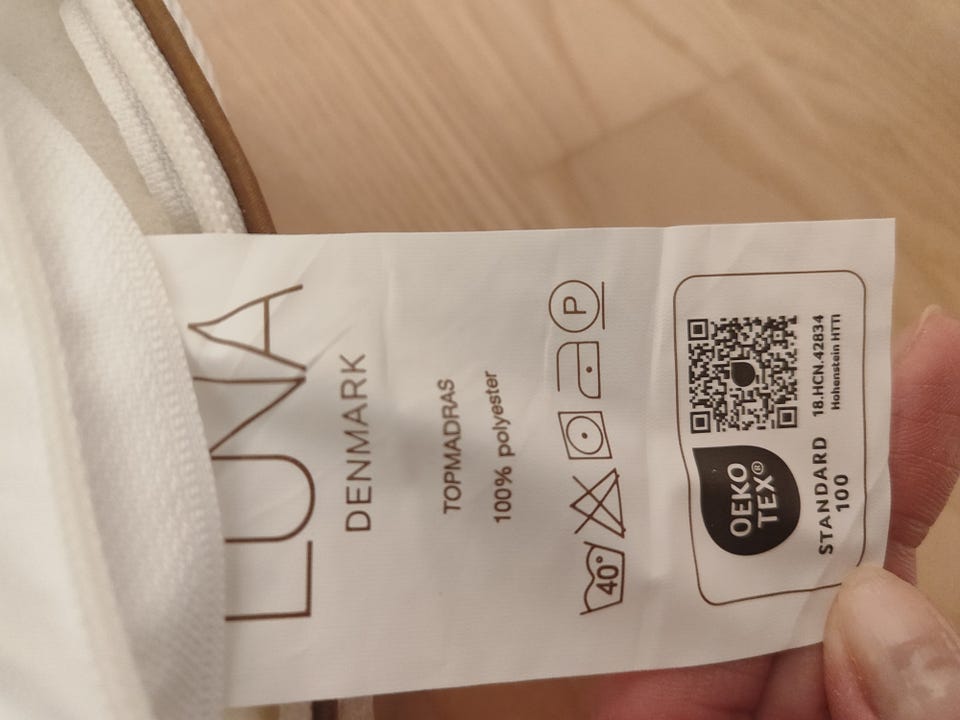 LUNA
DENMARK
TOPMADRAS
100% polyester
40° P
OEKO
TEX®
STANDARD
100
18.HCN.42834
Hohenstein HTTI